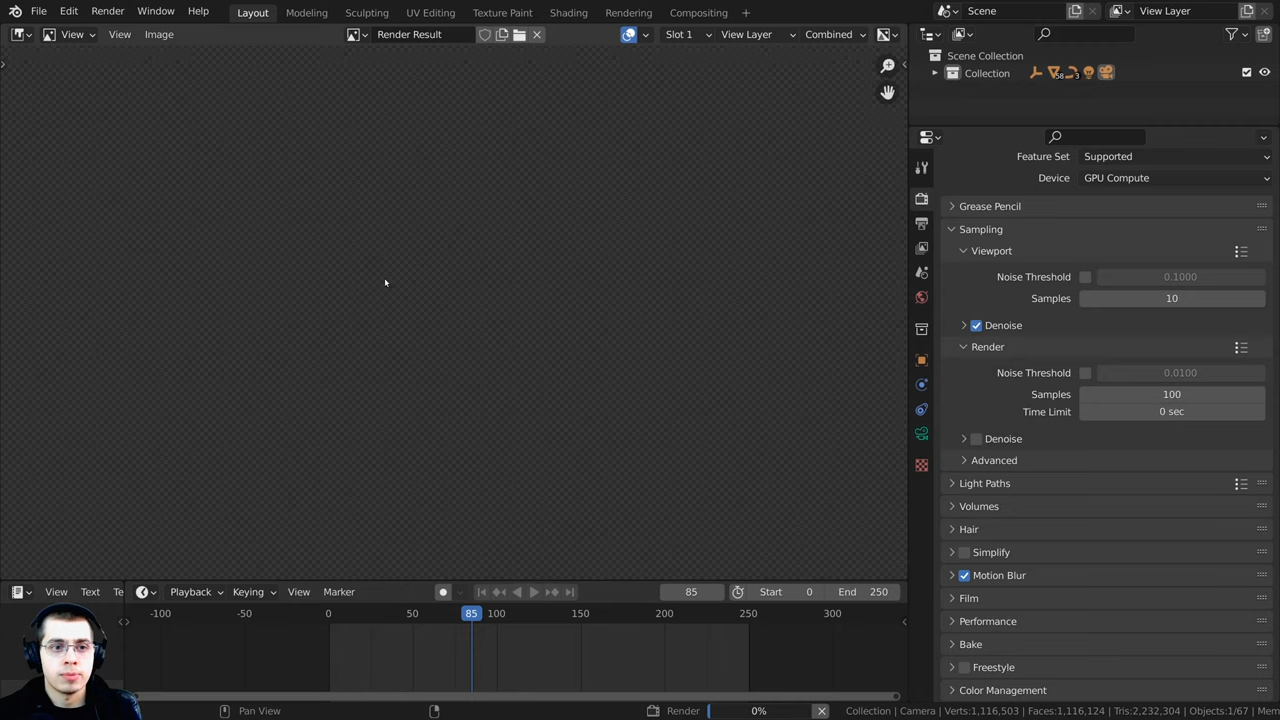 File Edit Render Window Help Layout Modeling Sculpting UV Editing Texture Paint Shading Rendering Compositing + Scene View Layer
View View Image Render Result Slot 1 View Layer Combined
Scene Collection
Collection 58 3
Feature Set Supported
Device GPU Compute
Grease Pencil
Sampling
Viewport
Noise Threshold 0.1000
Samples 10
Denoise
Render
Noise Threshold 0.0100
Samples 100
Time Limit 0 sec
Denoise
Advanced
Light Paths
Volumes
Hair
Simplify
Motion Blur
Film
Performance
Bake
Freestyle
Color Management
View Text Te Playback Keying View Marker 85 Start 0 End 250
-100 -50 0 50 85 100 150 200 250 300
Pan View Render 0% Collection | Camera | Verts:1,116,503 | Faces:1,116,124 | Tris:2,232,304 | Objects:1/67 | Mem